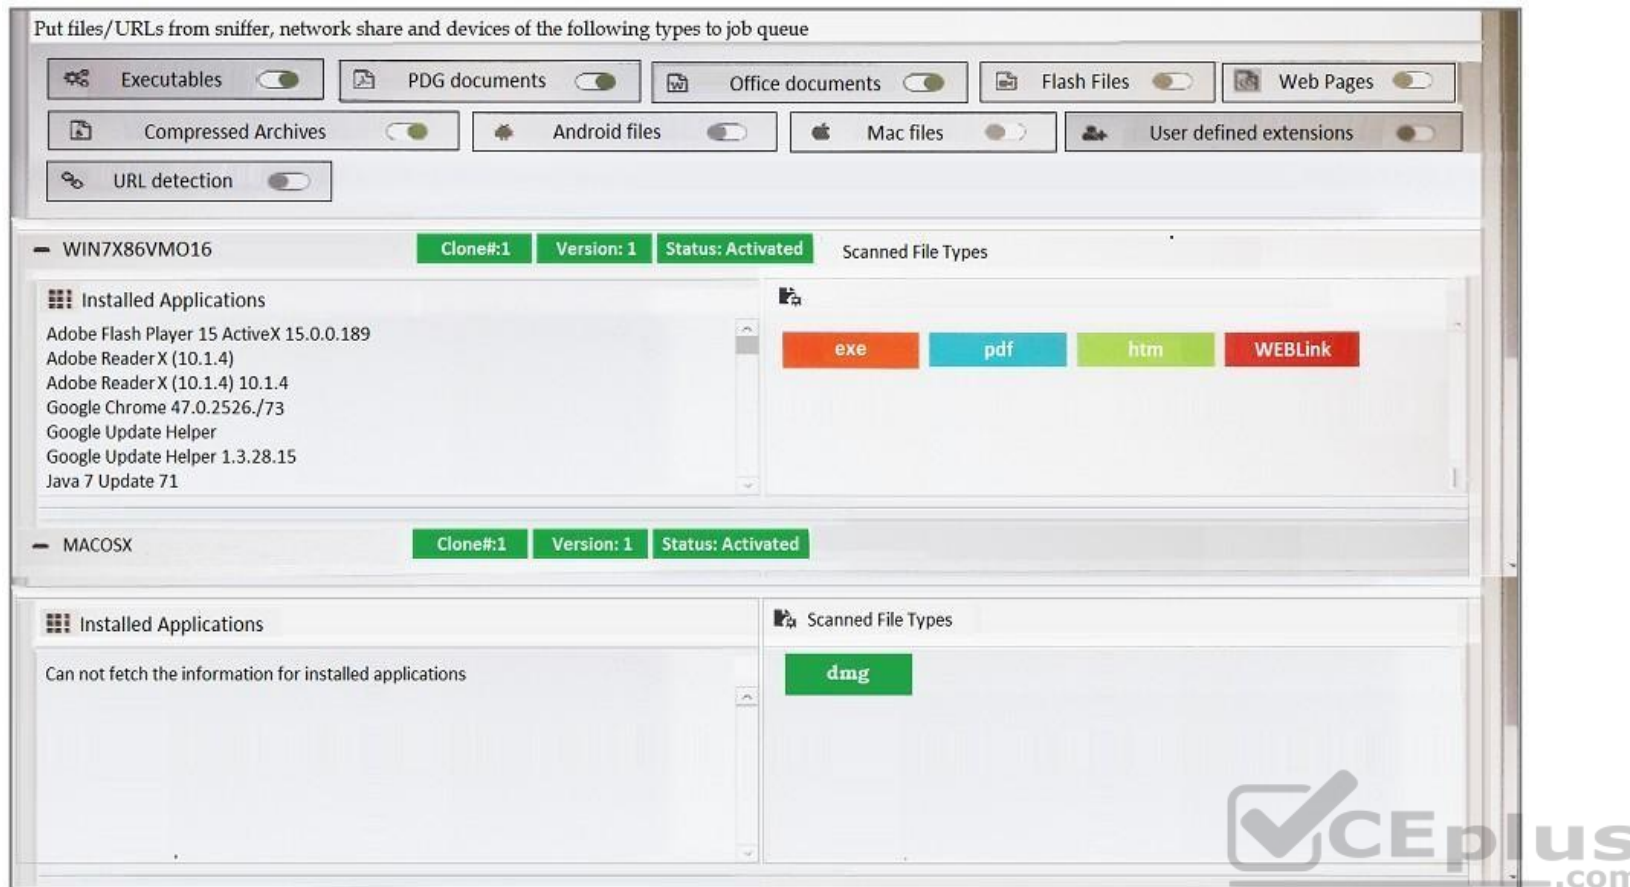 Put files/URLs from sniffer, network share and devices of the following types to job queue
Executables
PDG documents
Office documents
Flash Files
Web Pages
Compressed Archives
Android files
Mac files
User defined extensions
URL detection
WIN7X86VMO16
Clone#:1
Version: 1
Status: Activated
Scanned File Types
Installed Applications
Adobe Flash Player 15 ActiveX 15.0.0.189
Adobe Reader X (10.1.4)
Adobe Reader X (10.1.4) 10.1.4
Google Chrome 47.0.2526./73
Google Update Helper
Google Update Helper 1.3.28.15
Java 7 Update 71
exe
pdf
htm
WEBLink
MACOSX
Clone#:1
Version: 1
Status: Activated
Installed Applications
Scanned File Types
Can not fetch the information for installed applications
dmg
CEplus
.com